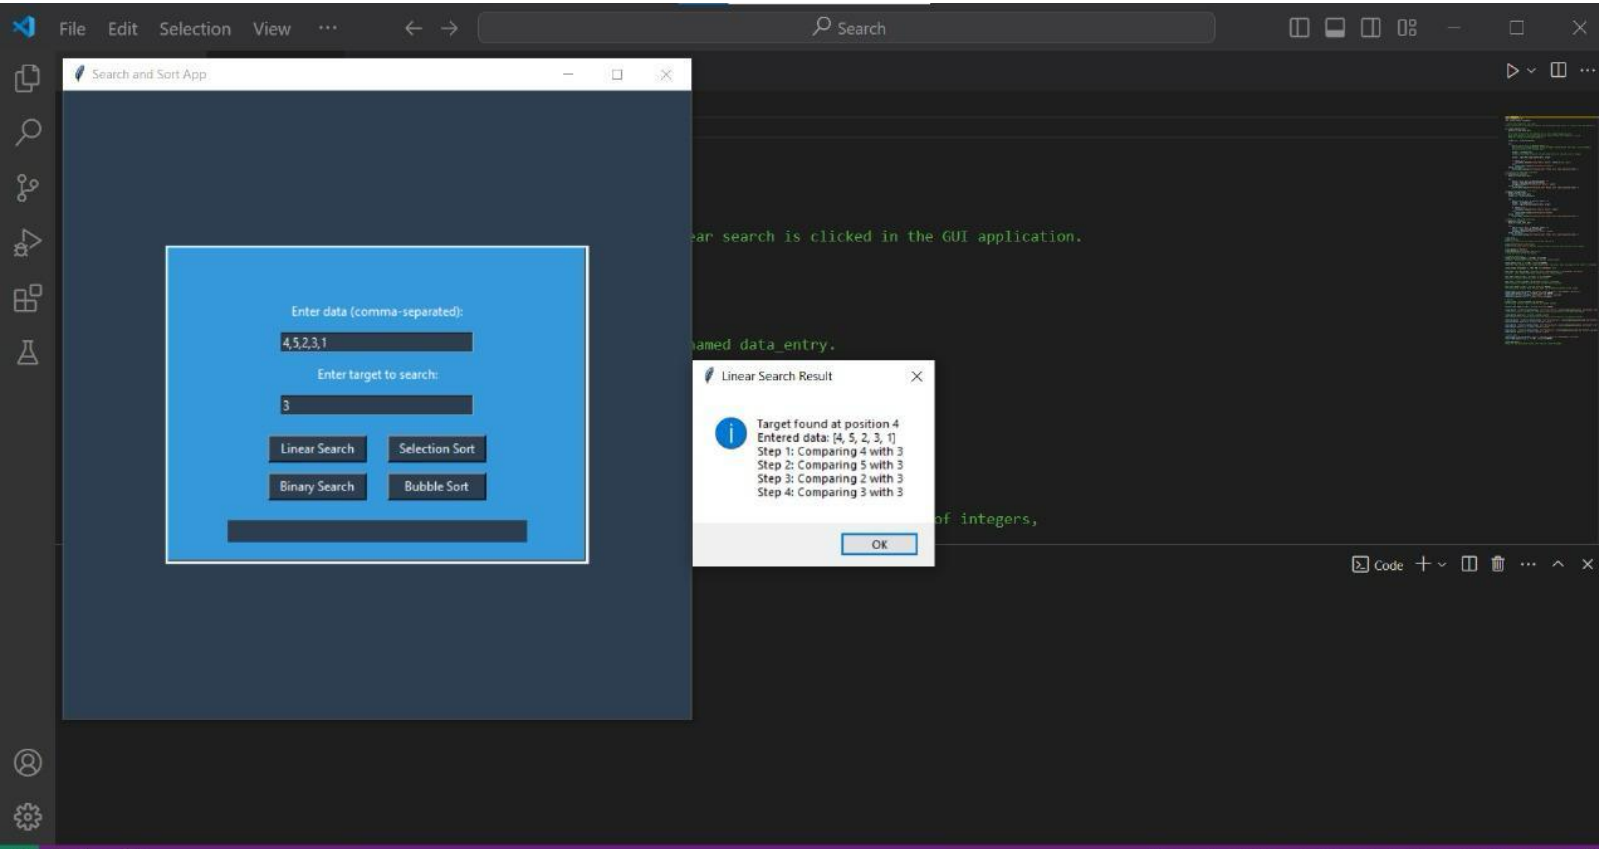 File Edit Selection View ··· Search
Search and Sort App
ear search is clicked in the GUI application.
Enter data (comma-separated):
4,5,2,3,1
named data_entry.
Enter target to search:
3
Linear Search Selection Sort
Binary Search Bubble Sort
Linear Search Result
Target found at position 4
Entered data: [4, 5, 2, 3, 1]
Step 1: Comparing 4 with 3
Step 2: Comparing 5 with 3
Step 3: Comparing 2 with 3
Step 4: Comparing 3 with 3
of integers,
OK
Code